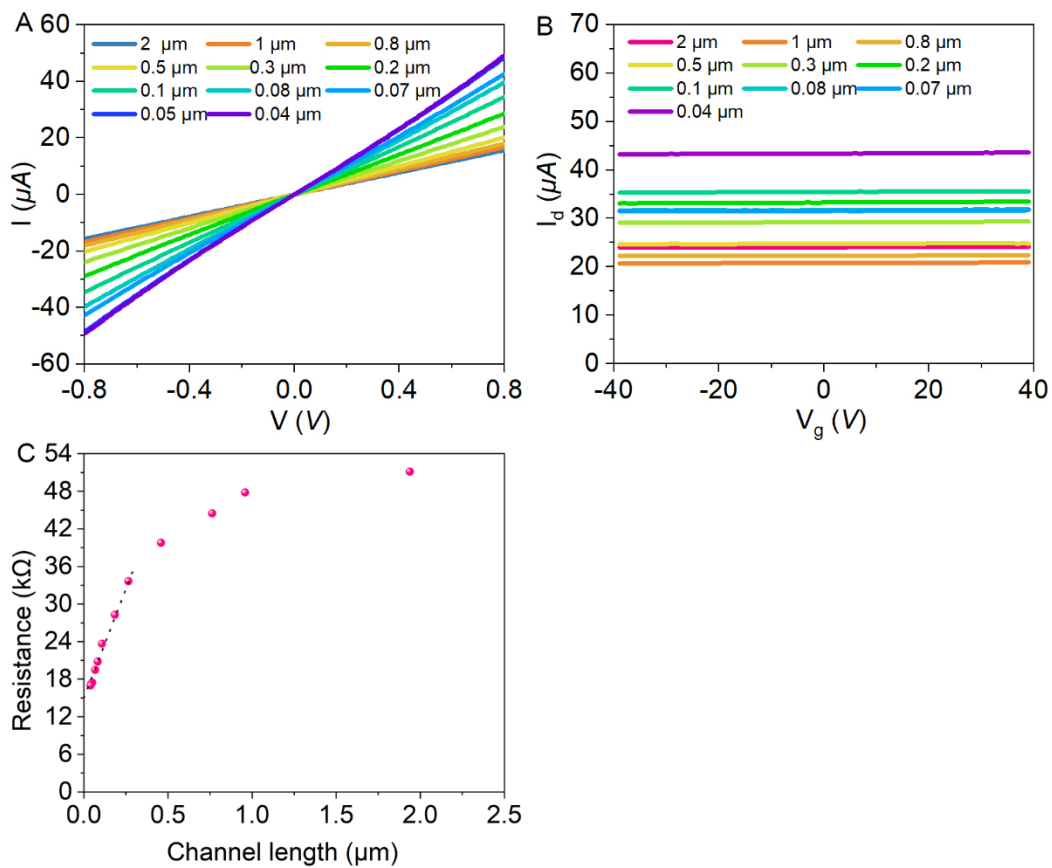 A
60
40
20
0
-20
-40
-60
I (µA)
2 µm 1 µm 0.8 µm
0.5 µm 0.3 µm 0.2 µm
0.1 µm 0.08 µm 0.07 µm
0.05 µm 0.04 µm
-0.8 -0.4 0.0 0.4 0.8
V (V)
B
70
60
50
40
30
20
10
0
I_d (µA)
2 µm 1 µm 0.8 µm
0.5 µm 0.3 µm 0.2 µm
0.1 µm 0.08 µm 0.07 µm
0.04 µm
-40 -20 0 20 40
V_g (V)
C
54
48
42
36
30
24
18
12
6
0
Resistance (kΩ)
0.0 0.5 1.0 1.5 2.0 2.5
Channel length (µm)